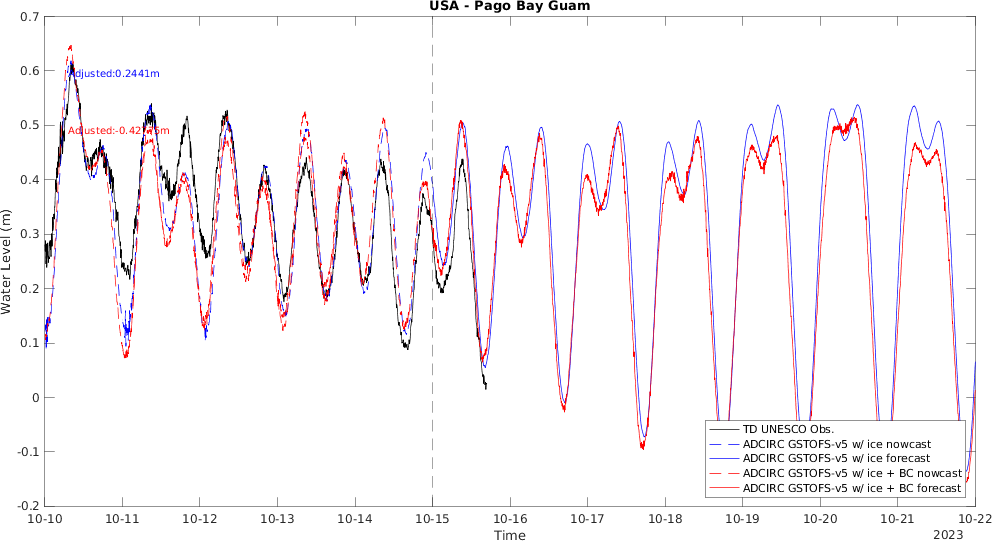 USA - Pago Bay Guam
0.7
0.6
0.5
0.4
0.3
0.2
0.1
0
-0.1
-0.2
Water Level (m)
Adjusted:0.2441m
10-10
10-11
10-12
10-13
10-14
10-15
10-16
10-17
10-18
10-19
10-20
10-21
10-22
Time
2023
TD UNESCO Obs.
ADCIRC GSTOFS-v5 w/ ice nowcast
ADCIRC GSTOFS-v5 w/ ice forecast
ADCIRC GSTOFS-v5 w/ ice + BC nowcast
ADCIRC GSTOFS-v5 w/ ice + BC forecast